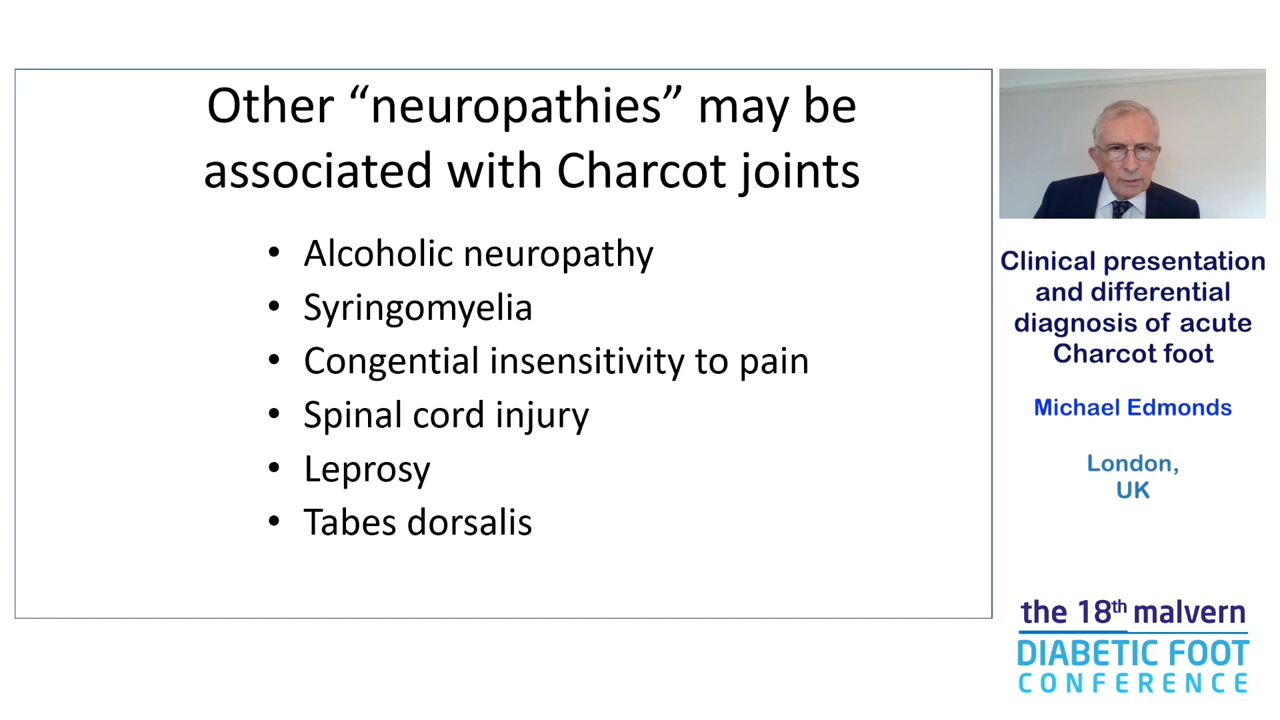 Other “neuropathies” may be
associated with Charcot joints
• Alcoholic neuropathy
• Syringomyelia
• Congential insensitivity to pain
• Spinal cord injury
• Leprosy
• Tabes dorsalis
Clinical presentation
and differential
diagnosis of acute
Charcot foot
Michael Edmonds
London,
UK
the 18th malvern
DIABETIC FOOT
CONFERENCE